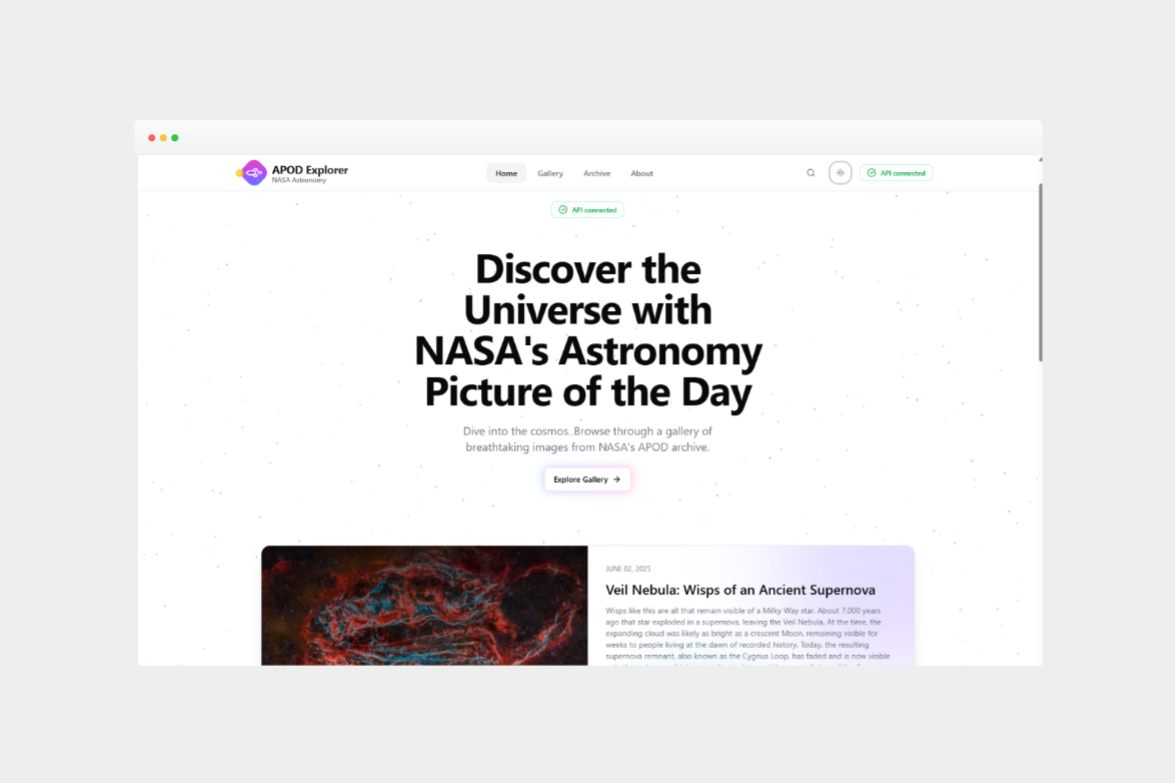 APOD Explorer
NASA Astronomy
Home
Gallery
Archive
About
API connected
API connected
Discover the
Universe with
NASA's Astronomy
Picture of the Day
Dive into the cosmos. Browse through a gallery of
breathtaking images from NASA's APOD archive.
Explore Gallery
JUNE 02, 2025
Veil Nebula: Wisps of an Ancient Supernova
Wisps like this are all that remain visible of a Milky Way star. About 7,000 years
ago that star exploded in a supernova, leaving the Veil Nebula. At the time, the
expanding cloud was likely as bright as a crescent Moon, remaining visible for
weeks to people living at the dawn of recorded history. Today, the resulting
supernova remnant, also known as the Cygnus Loop, has faded and is now visible